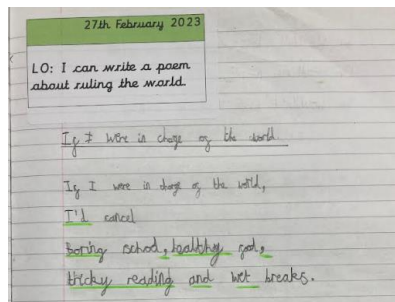 27th February 2023
LO: I can write a poem
about ruling the world.
If I were in charge of the world
If I were in charge of the world,
I'd cancel
boring school, healthy food,
tricky reading and wet breaks.